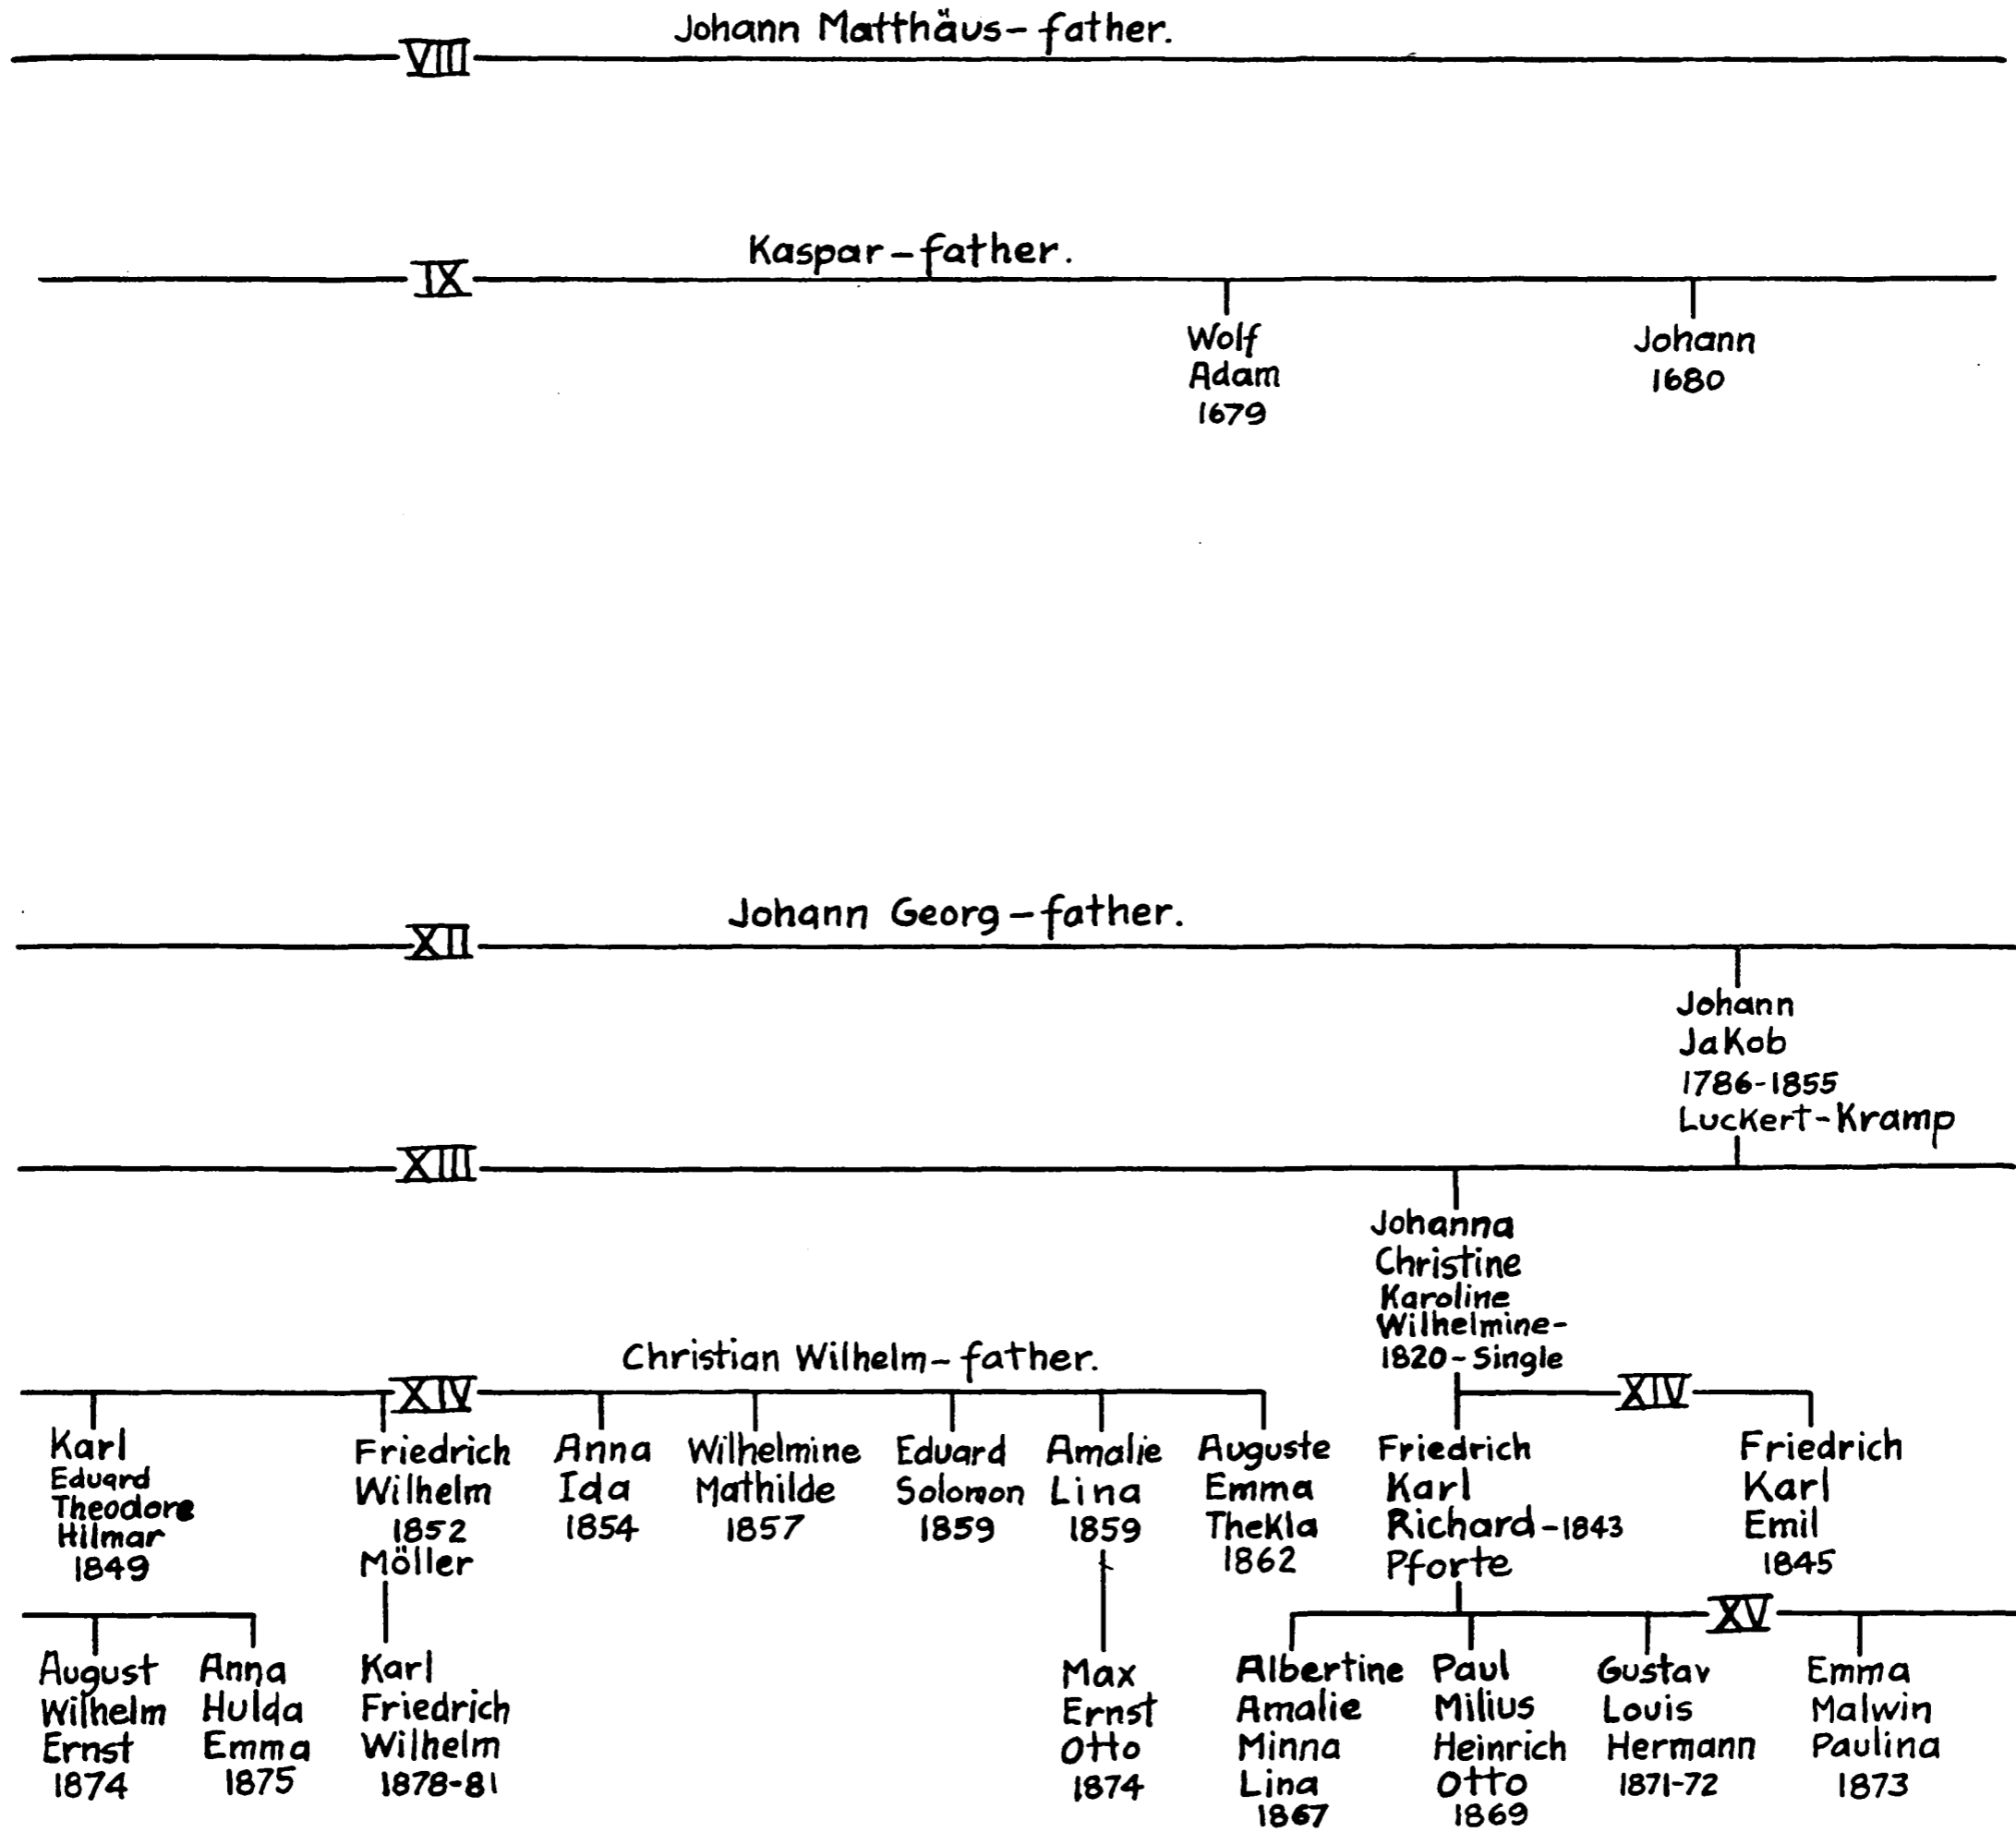 Johann Matthäus-father.
VIII
Kaspar-father.
IX
Wolf
Adam
1679
Johann
1680
Johann Georg-father.
XII
Johann
Jakob
1786-1855
Luckert-Kramp
XIII
Johanna
Christine
Karoline
Wilhelmine-
1820-Single
Christian Wilhelm-father.
XIV
XIV
Karl
Eduard
Theodore
Hilmar
1849
Friedrich
Wilhelm
1852
Möller
Anna
Ida
1854
Wilhelmine
Mathilde
1857
Eduard
Solomon
1859
Amalie
Lina
1859
Auguste
Emma
Thekla
1862
Friedrich
Karl
Richard-1843
Pforte
Friedrich
Karl
Emil
1845
XV
August
Wilhelm
Ernst
1874
Anna
Hulda
Emma
1875
Karl
Friedrich
Wilhelm
1878-81
Max
Ernst
Otto
1874
Albertine
Amalie
Minna
Lina
1867
Paul
Milius
Heinrich
Otto
1869
Gustav
Louis
Hermann
1871-72
Emma
Malwin
Paulina
1873